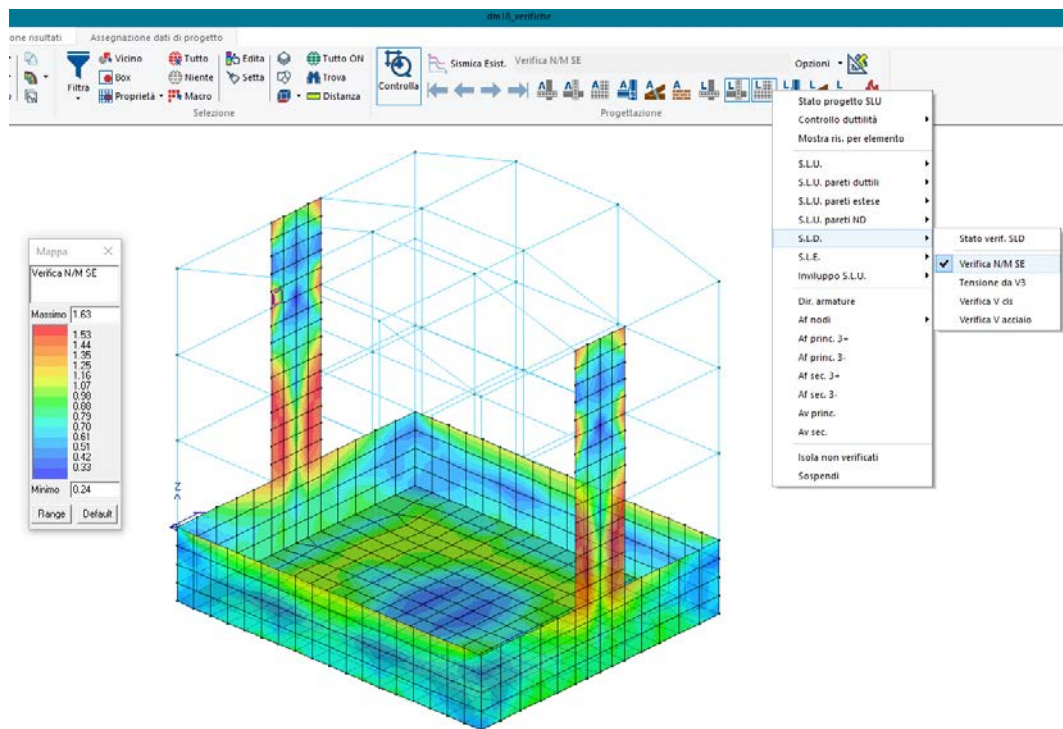 dm18_verifiche
one risultati
Assegnazione dati di progetto
Vicino
Tutto
Edita
Tutto ON
Sismica Esist.
Verifica N/M SE
Opzioni
Filtra
Box
Niente
Setta
Trova
Controlla
Proprietà
Macro
Distanza
Selezione
Progettazione
Stato progetto SLU
Controllo duttilità
Mostra ris. per elemento
S.L.U.
S.L.U. pareti duttili
S.L.U. pareti estese
S.L.U. pareti ND
S.L.D.
S.L.E.
Inviluppo S.L.U.
Dir. armature
Af nodi
Af princ. 3+
Af princ. 3-
Af sec. 3+
Af sec. 3-
Av princ.
Av sec.
Isola non verificati
Sospendi
Stato verif. SLD
Verifica N/M SE
Tensione da V3
Verifica V cls
Verifica V acciaio
Mappa
Verifica N/M SE
Massimo 1.63
1.53
1.44
1.35
1.25
1.16
1.07
0.98
0.88
0.79
0.70
0.61
0.51
0.42
0.33
Minimo 0.24
Range Default
Z